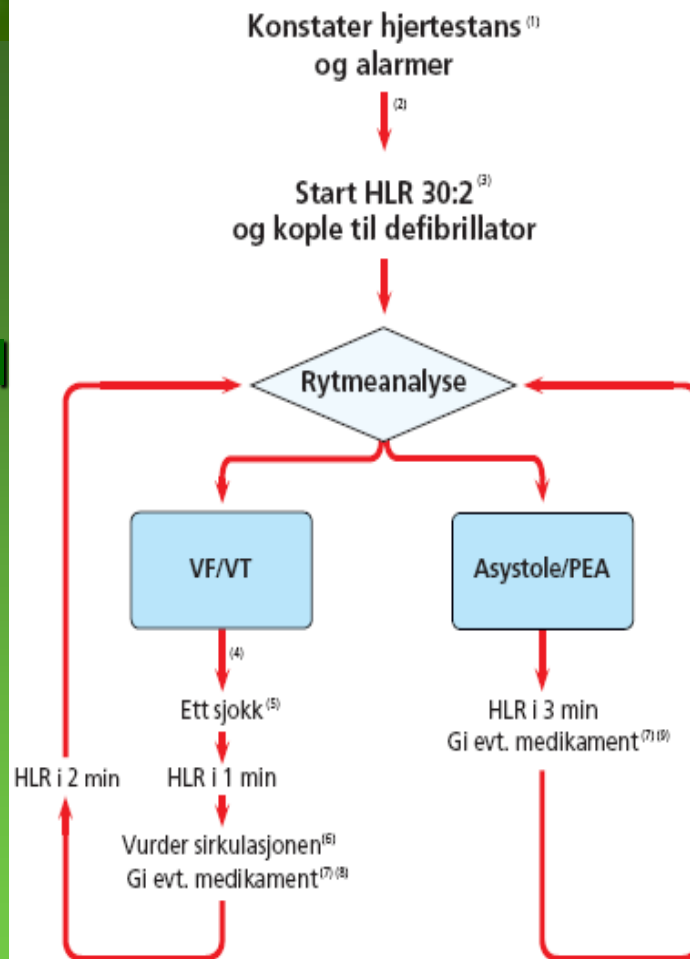 Konstater hjertestans (1)
og alarmer
(2)
Start HLR 30:2 (3)
og kople til defibrillator
Rytmeanalyse
VF/VT
Asystole/PEA
(4)
Ett sjokk (5)
HLR i 3 min
Gi evt. medikament (7) (9)
HLR i 2 min
HLR i 1 min
Vurder sirkulasjonen (6)
Gi evt. medikament (7) (8)